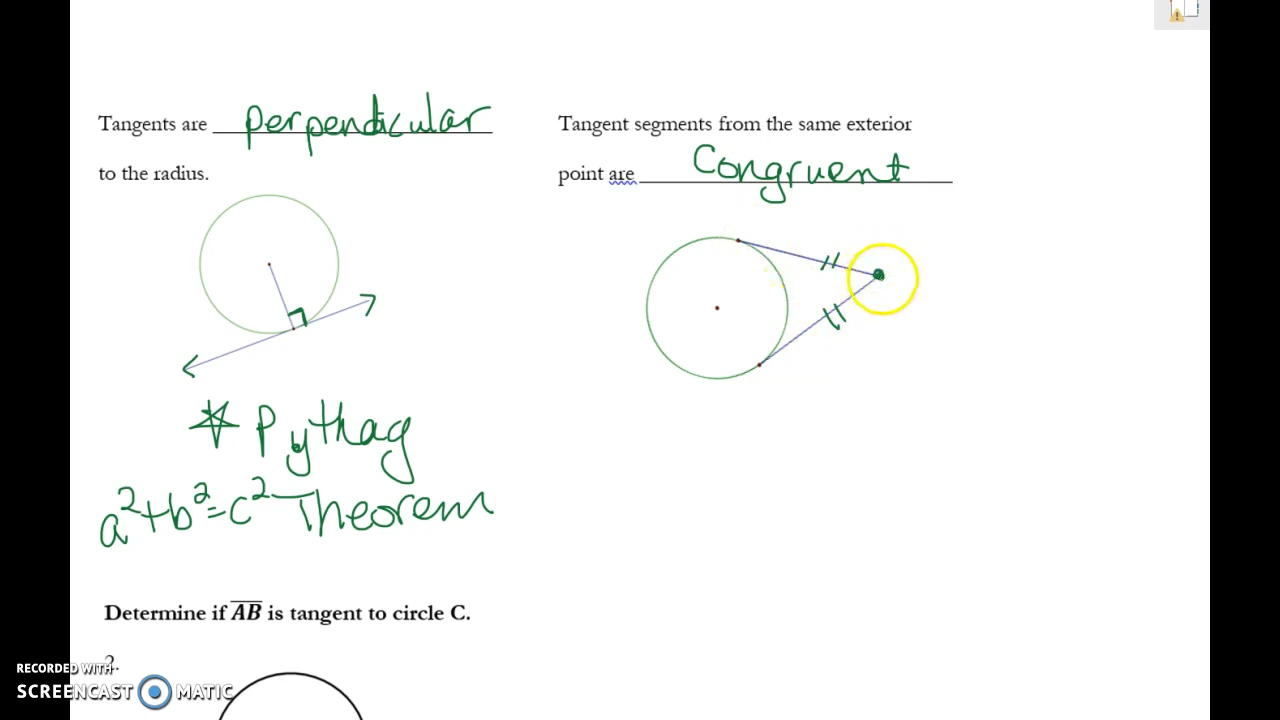 Tangents are perpendicular
to the radius.
Tangent segments from the same exterior
point are Congruent
* Pythag
a²+b²=c² Theorem
Determine if AB is tangent to circle C.
2.
RECORDED WITH
SCREENCAST MATIC